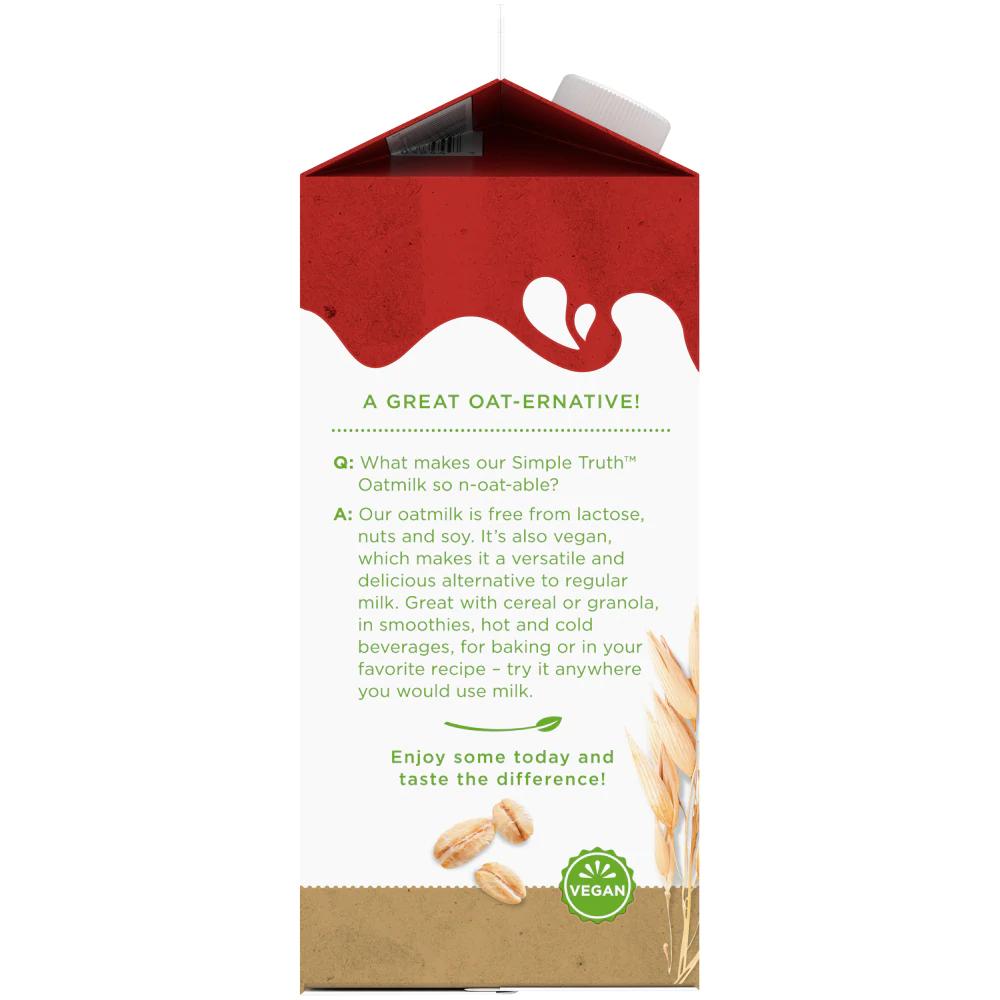 A GREAT OAT-ERNATIVE!
Q: What makes our Simple Truth™
Oatmilk so n-oat-able?
A: Our oatmilk is free from lactose,
nuts and soy. It's also vegan,
which makes it a versatile and
delicious alternative to regular
milk. Great with cereal or granola,
in smoothies, hot and cold
beverages, for baking or in your
favorite recipe – try it anywhere
you would use milk.
Enjoy some today and
taste the difference!
VEGAN